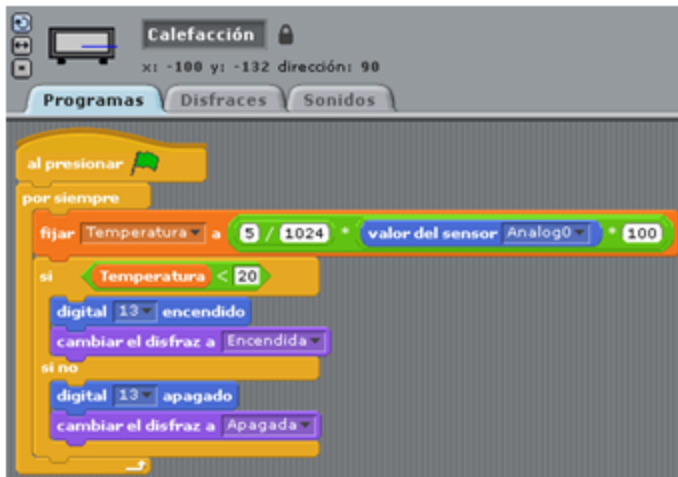 Calefacción
x: -100 y: -132 dirección: 90
Programas Disfraces Sonidos
al presionar
por siempre
fijar Temperatura a 5 / 1024 * valor del sensor Analog0 * 100
si Temperatura < 20
digital 13 encendido
cambiar el disfraz a Encendida
si no
digital 13 apagado
cambiar el disfraz a Apagada